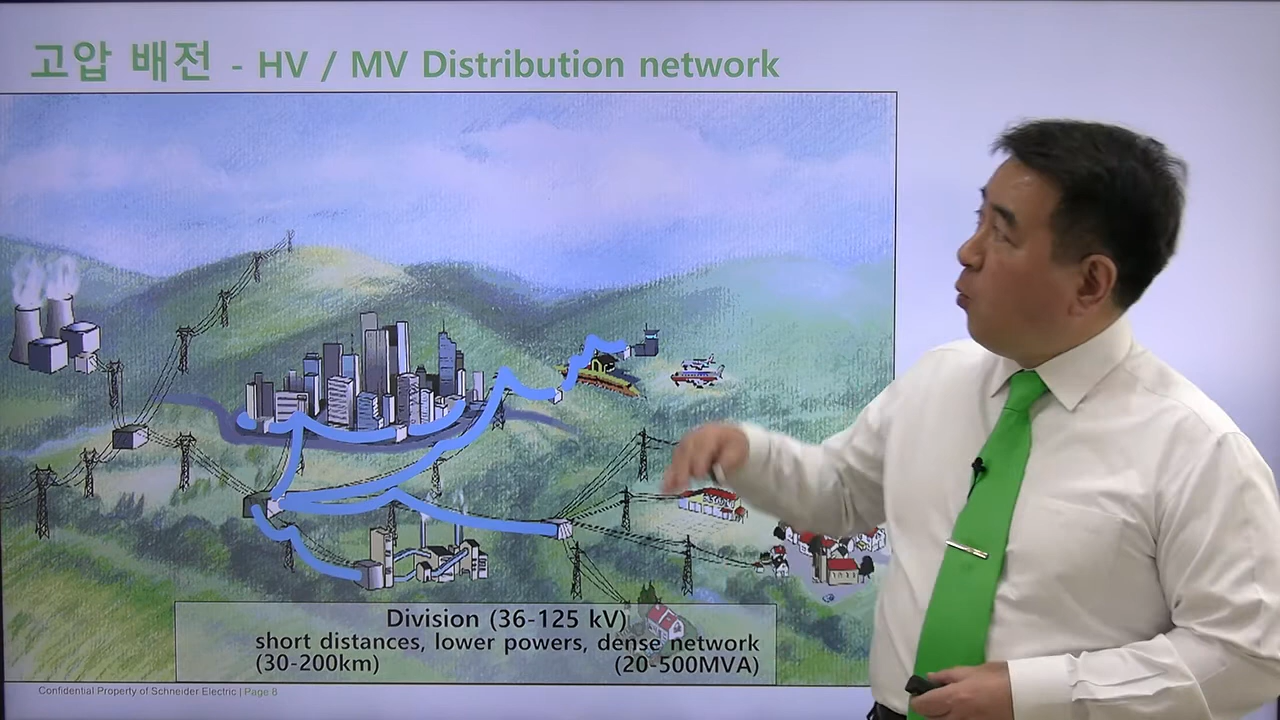 고압 배전 - HV / MV Distribution network
Division (36-125 kV)
short distances, lower powers, dense network
(30-200km) (20-500MVA)
Confidential Property of Schneider Electric | Page 8